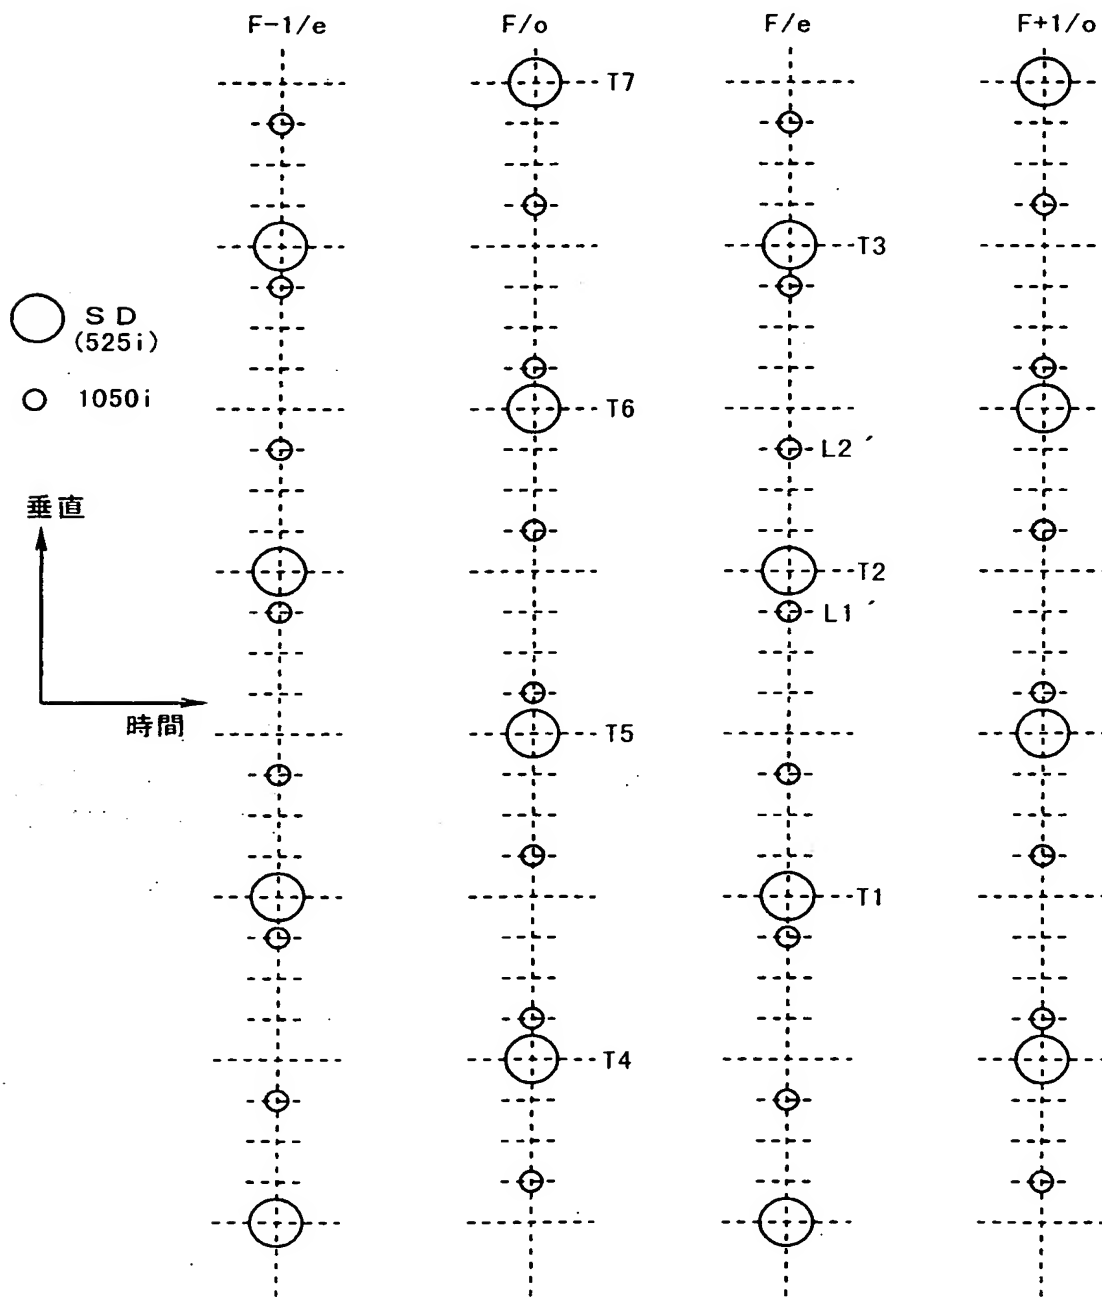 F-1/e F/o F/e F+1/o
T7
T3
SD
(525i)
1050i
T6
L2´
垂直
T2
L1´
時間
T5
T1
T4